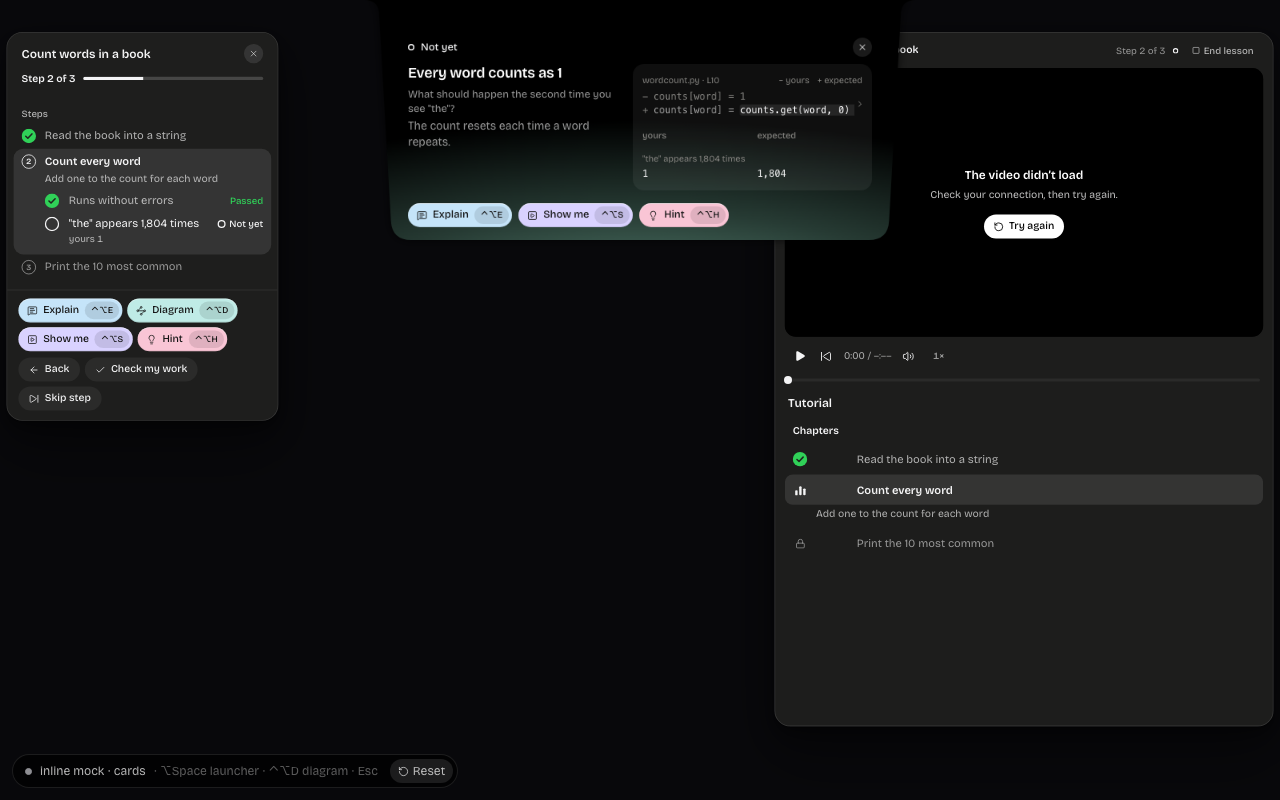 Count words in a book
Step 2 of 3
Steps
Read the book into a string
2 Count every word
Add one to the count for each word
Runs without errors Passed
"the" appears 1,804 times Not yet
yours 1
3 Print the 10 most common
Explain ⌃⌥E Diagram ⌃⌥D
Show me ⌃⌥S Hint ⌃⌥H
Back Check my work
Skip step
Not yet
Every word counts as 1
What should happen the second time you
see "the"?
The count resets each time a word
repeats.
wordcount.py · L10 − yours + expected
− counts[word] = 1
+ counts[word] = counts.get(word, 0)
yours expected
"the" appears 1,804 times
1 1,804
Explain ⌃⌥E Show me ⌃⌥S Hint ⌃⌥H
ook Step 2 of 3 End lesson
The video didn't load
Check your connection, then try again.
Try again
0:00 / –:–– 1×
Tutorial
Chapters
Read the book into a string
Count every word
Add one to the count for each word
Print the 10 most common
inline mock · cards · ⌥Space launcher · ⌃⌥D diagram · Esc Reset